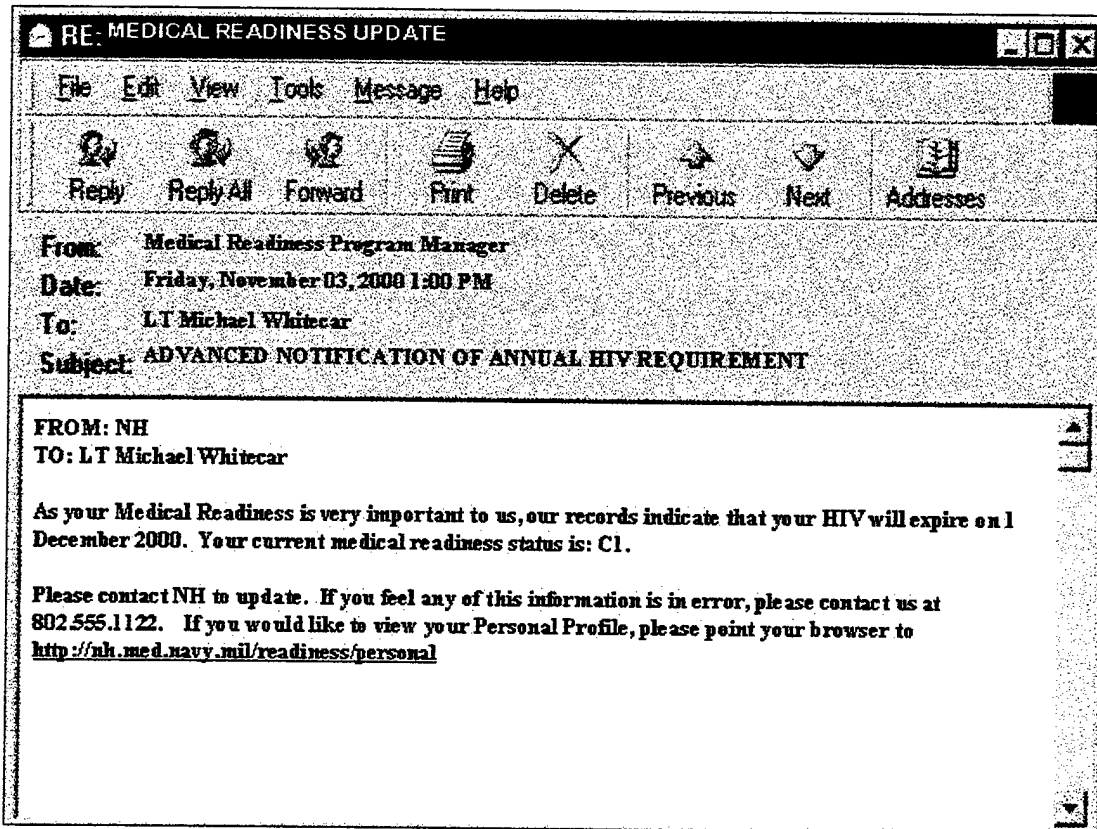 RE: MEDICAL READINESS UPDATE
File Edit View Tools Message Help
Reply Reply All Forward Print Delete Previous Next Addresses
From: Medical Readiness Program Manager
Date: Friday, November 03, 2000 1:00 PM
To: LT Michael Whitecar
Subject: ADVANCED NOTIFICATION OF ANNUAL HIV REQUIREMENT
FROM: NH
TO: LT Michael Whitecar
As your Medical Readiness is very important to us, our records indicate that your HIV will expire on 1
December 2000. Your current medical readiness status is: C1.
Please contact NH to update. If you feel any of this information is in error, please contact us at
802.555.1122. If you would like to view your Personal Profile, please point your browser to
http://nh.med.navy.mil/readiness/personal